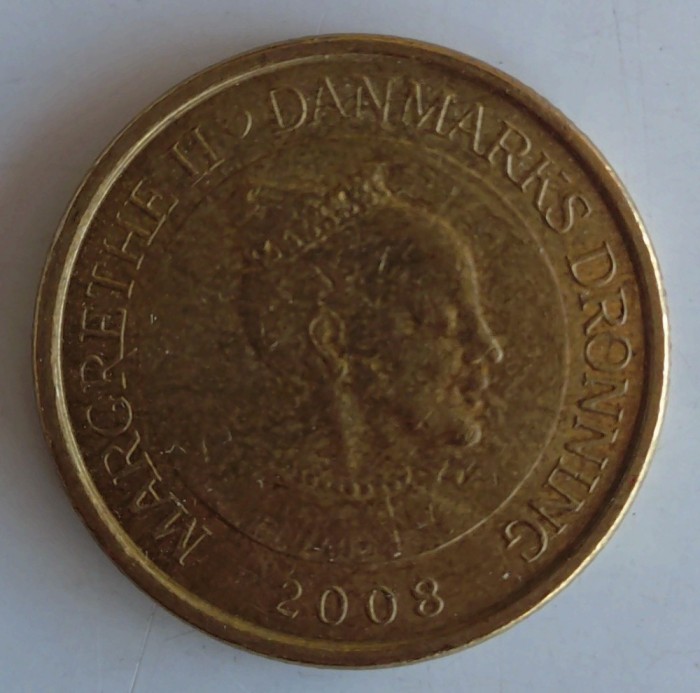 MARGRETHE II DANMARKS DRONNING
2008